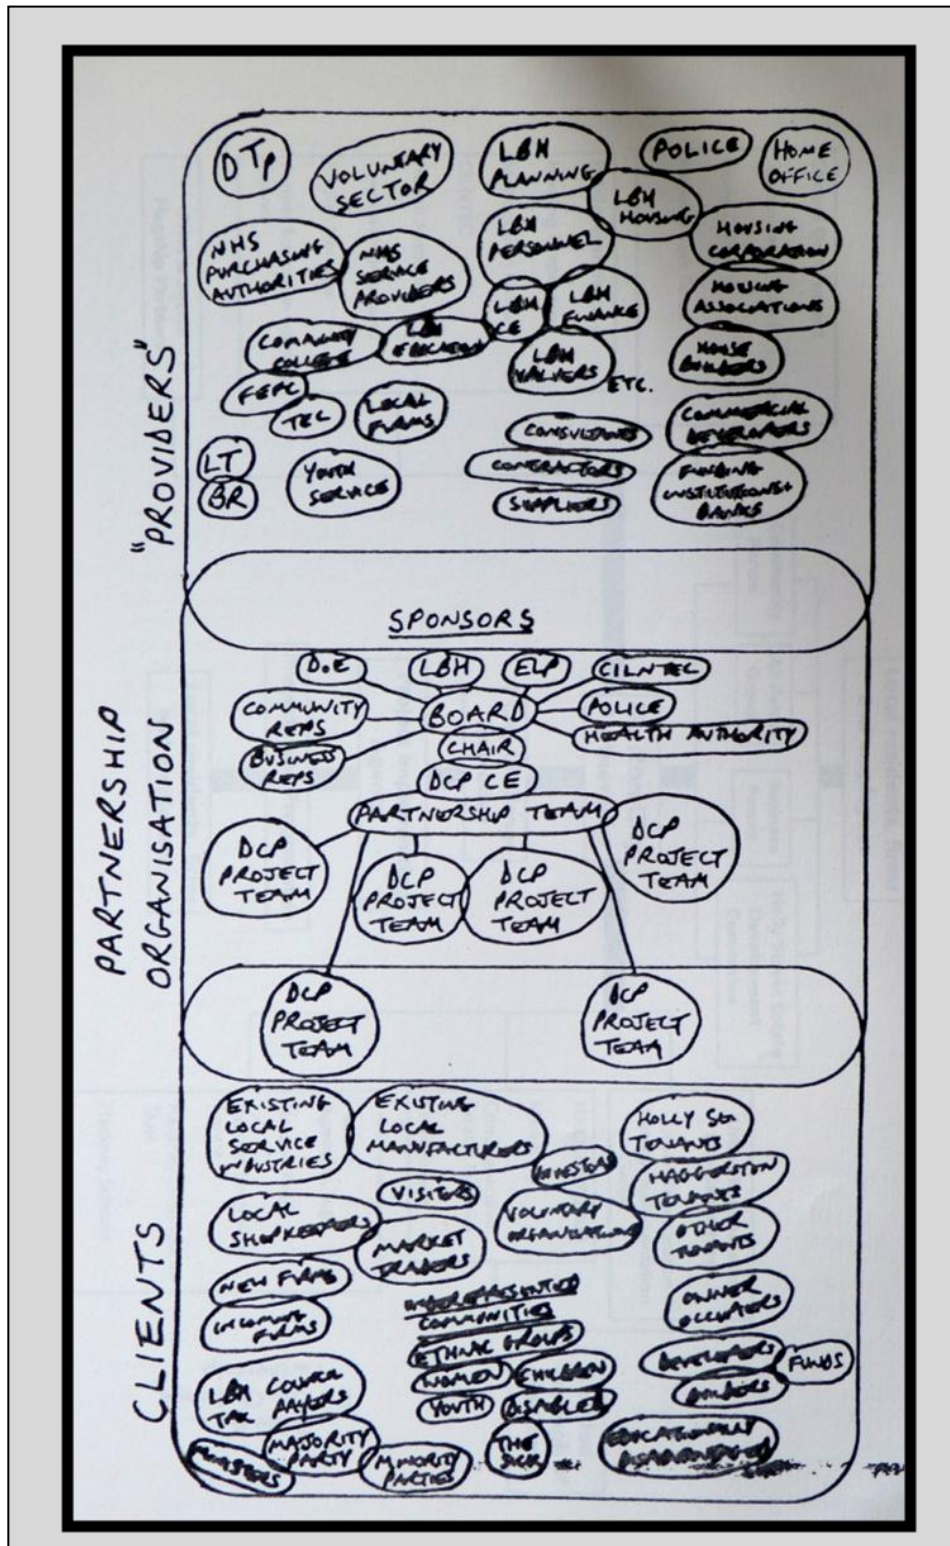 "PROVIDERS"
DTp
VOLUNTARY
SECTOR
LBH
PLANNING
POLICE
HOME
OFFICE
LBH
HOUSING
NHS
PURCHASING
AUTHORITIES
NHS
SERVICE
PROVIDERS
LBH
PERSONNEL
HOUSING
CORPORATION
LBH
CE
LBH
FINANCE
HOUSING
ASSOCIATIONS
COMMUNITY
COLLEGE
LBH
EDUCATION
LBH
VALUERS
ETC.
HOUSE
BUILDERS
FEFC
TEC
LOCAL
FIRMS
CONSULTANTS
COMMERCIAL
DEVELOPERS
LT
BR
YOUTH
SERVICE
CONTRACTORS
SUPPLIERS
FUNDING
INSTITUTIONS+
BANKS
PARTNERSHIP
ORGANISATION
SPONSORS
D.E
LBH
ELP
CILNTEC
COMMUNITY
REPS
BOARD
POLICE
HEALTH AUTHORITY
BUSINESS
REPS
CHAIR
DCP CE
PARTNERSHIP TEAM
DCP
PROJECT
TEAM
DCP
PROJECT
TEAM
DCP
PROJECT
TEAM
DCP
PROJECT
TEAM
DCP
PROJECT
TEAM
DCP
PROJECT
TEAM
CLIENTS
EXISTING
LOCAL
SERVICE
INDUSTRIES
EXISTING
LOCAL
MANUFACTURERS
HOLLY ST.
TENANTS
INVESTORS
HAGGERSTON
TENANTS
VISITERS
LOCAL
SHOPKEEPERS
VOLUNTARY
ORGANISATIONS
OTHER
TENANTS
MARKET
TRADERS
NEW FIRMS
INCOMING
FIRMS
UNDEREPRESENTED
COMMUNITIES
ETHNIC GROUPS
OWNER
OCCUPIERS
WOMEN
CHILDREN
DEVELOPERS
FUNDS
BUILDERS
LBH COUNCIL
TAX PAYERS
YOUTH
DISABLED
MINISTERS
MAJORITY
PARTY
MINORITY
PARTIES
THE
SICK
EDUCATIONALLY
DISADVANTAGED